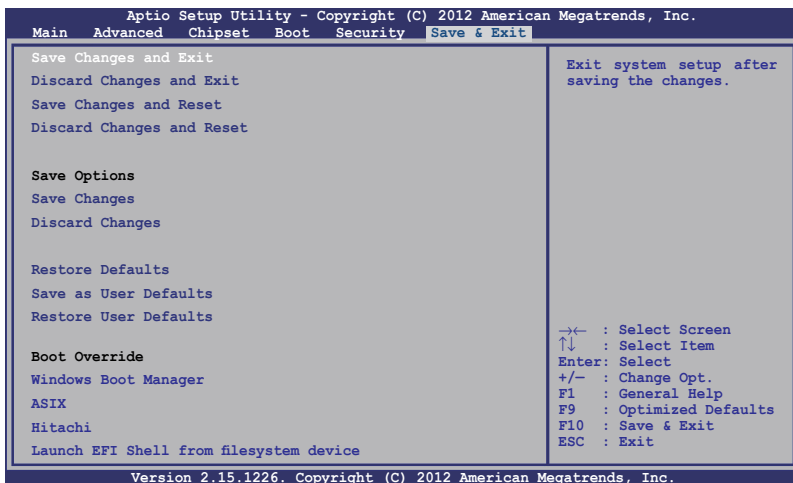 Aptio Setup Utility - Copyright (C) 2012 American Megatrends, Inc.
Main Advanced Chipset Boot Security Save & Exit
Save Changes and Exit
Discard Changes and Exit
Save Changes and Reset
Discard Changes and Reset
Save Options
Save Changes
Discard Changes
Restore Defaults
Save as User Defaults
Restore User Defaults
Boot Override
Windows Boot Manager
ASIX
Hitachi
Launch EFI Shell from filesystem device
Exit system setup after
saving the changes.
→← : Select Screen
↑↓ : Select Item
Enter: Select
+/— : Change Opt.
F1 : General Help
F9 : Optimized Defaults
F10 : Save & Exit
ESC : Exit
Version 2.15.1226. Copyright (C) 2012 American Megatrends, Inc.